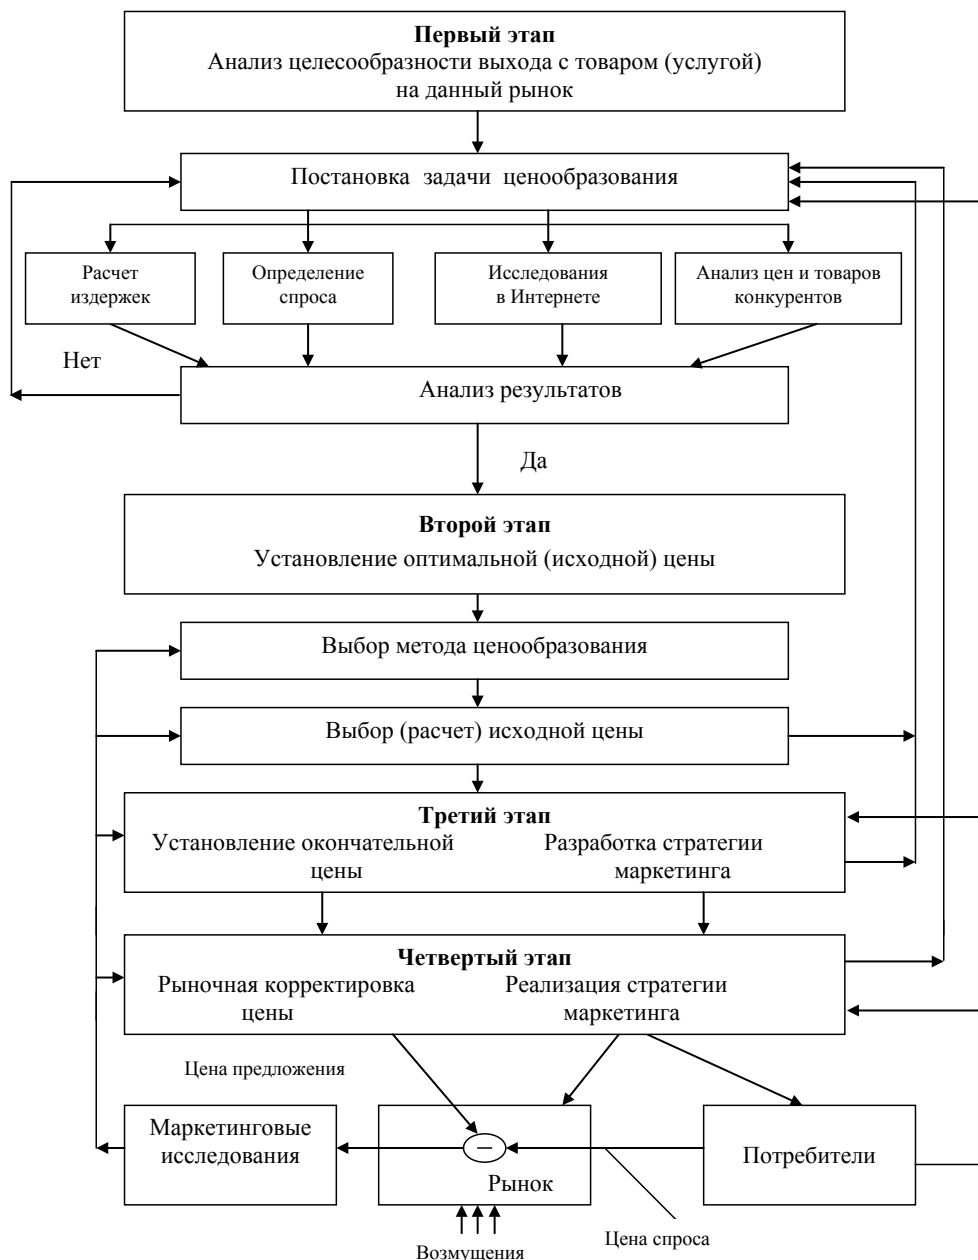 Первый этап
Анализ целесообразности выхода с товаром (услугой)
на данный рынок
Постановка задачи ценообразования
Расчет
издержек
Определение
спроса
Исследования
в Интернете
Анализ цен и товаров
конкурентов
Нет
Анализ результатов
Да
Второй этап
Установление оптимальной (исходной) цены
Выбор метода ценообразования
Выбор (расчет) исходной цены
Третий этап
Установление окончательной
цены
Разработка стратегии
маркетинга
Четвертый этап
Рыночная корректировка
цены
Реализация стратегии
маркетинга
Цена предложения
Маркетинговые
исследования
–
Рынок
Потребители
Цена спроса
Возмущения